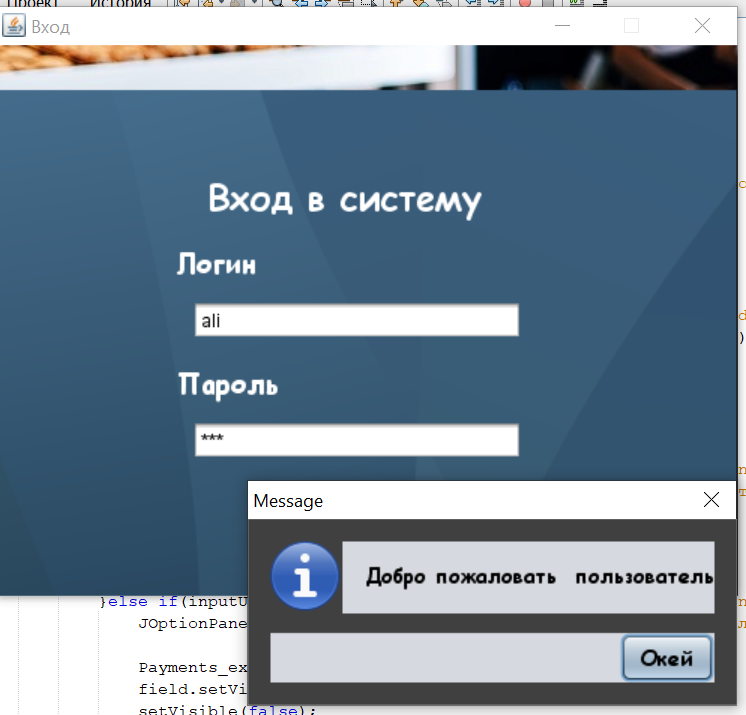 Проект История
Вход
Вход в систему
Логин
ali
Пароль
***
Message
Добро пожаловать пользователь
Окей
}else if(inputU
JOptionPane
Payments_ex
field.setVi
setVisible(false);